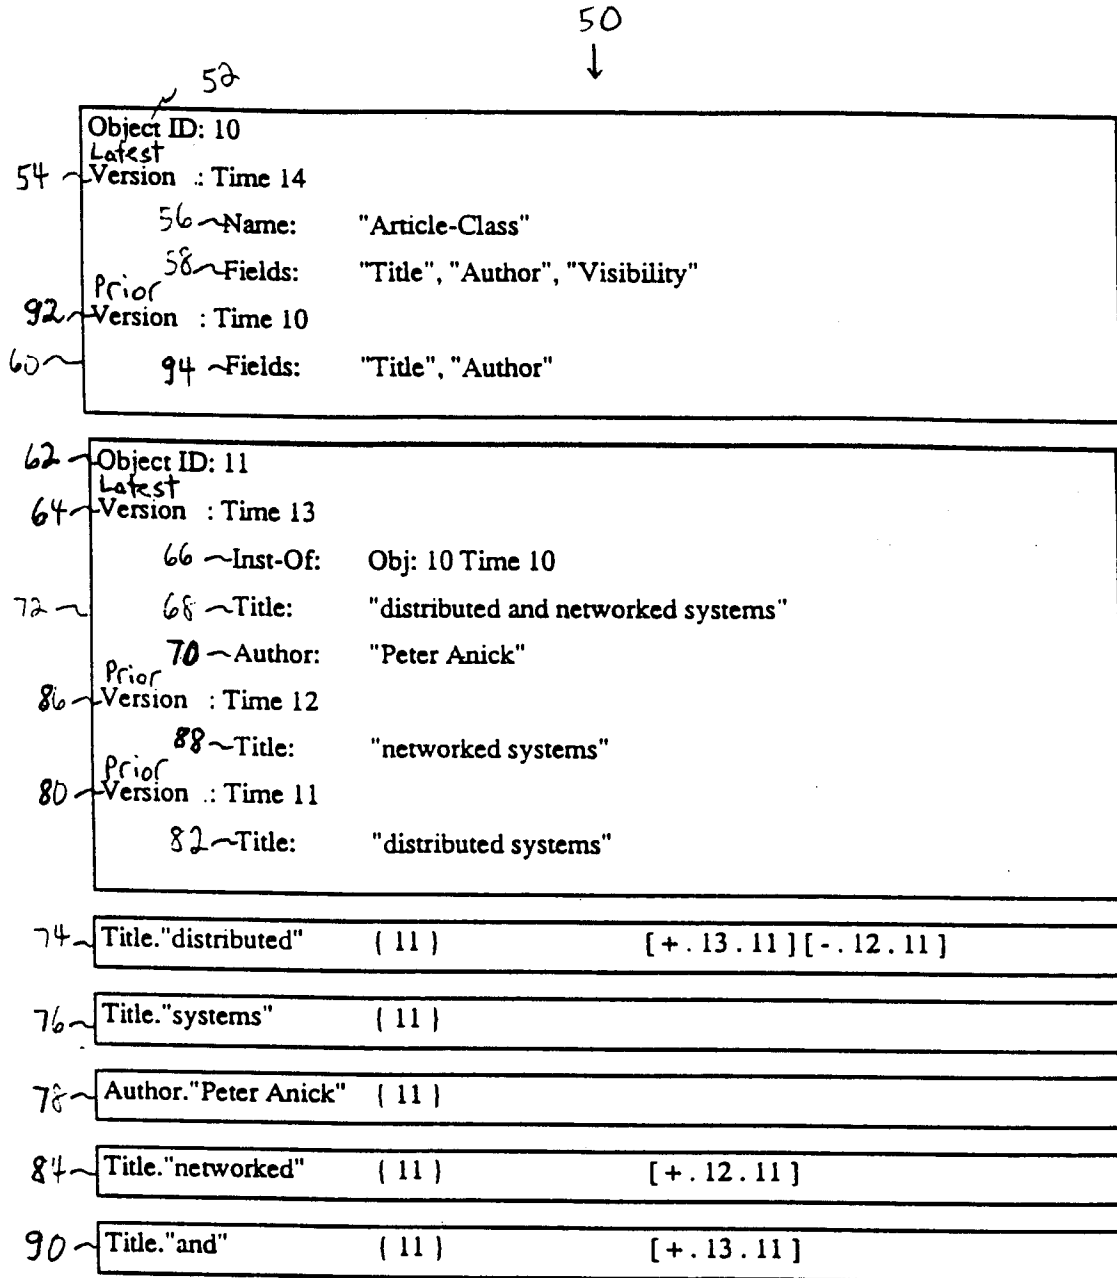 50
52
Object ID: 10
Latest
54 Version .: Time 14
56 Name: "Article-Class"
58 Fields: "Title", "Author", "Visibility"
Prior
92 Version : Time 10
60 94 Fields: "Title", "Author"
62 Object ID: 11
Latest
64 Version : Time 13
66 Inst-Of: Obj: 10 Time 10
72 68 Title: "distributed and networked systems"
70 Author: "Peter Anick"
Prior
86 Version : Time 12
88 Title: "networked systems"
Prior
80 Version .: Time 11
82 Title: "distributed systems"
74 Title."distributed" { 11 } [ + . 13 . 11 ] [ - . 12 . 11 ]
76 Title."systems" { 11 }
78 Author."Peter Anick" { 11 }
84 Title."networked" { 11 } [ + . 12 . 11 ]
90 Title."and" { 11 } [ + . 13 . 11 ]